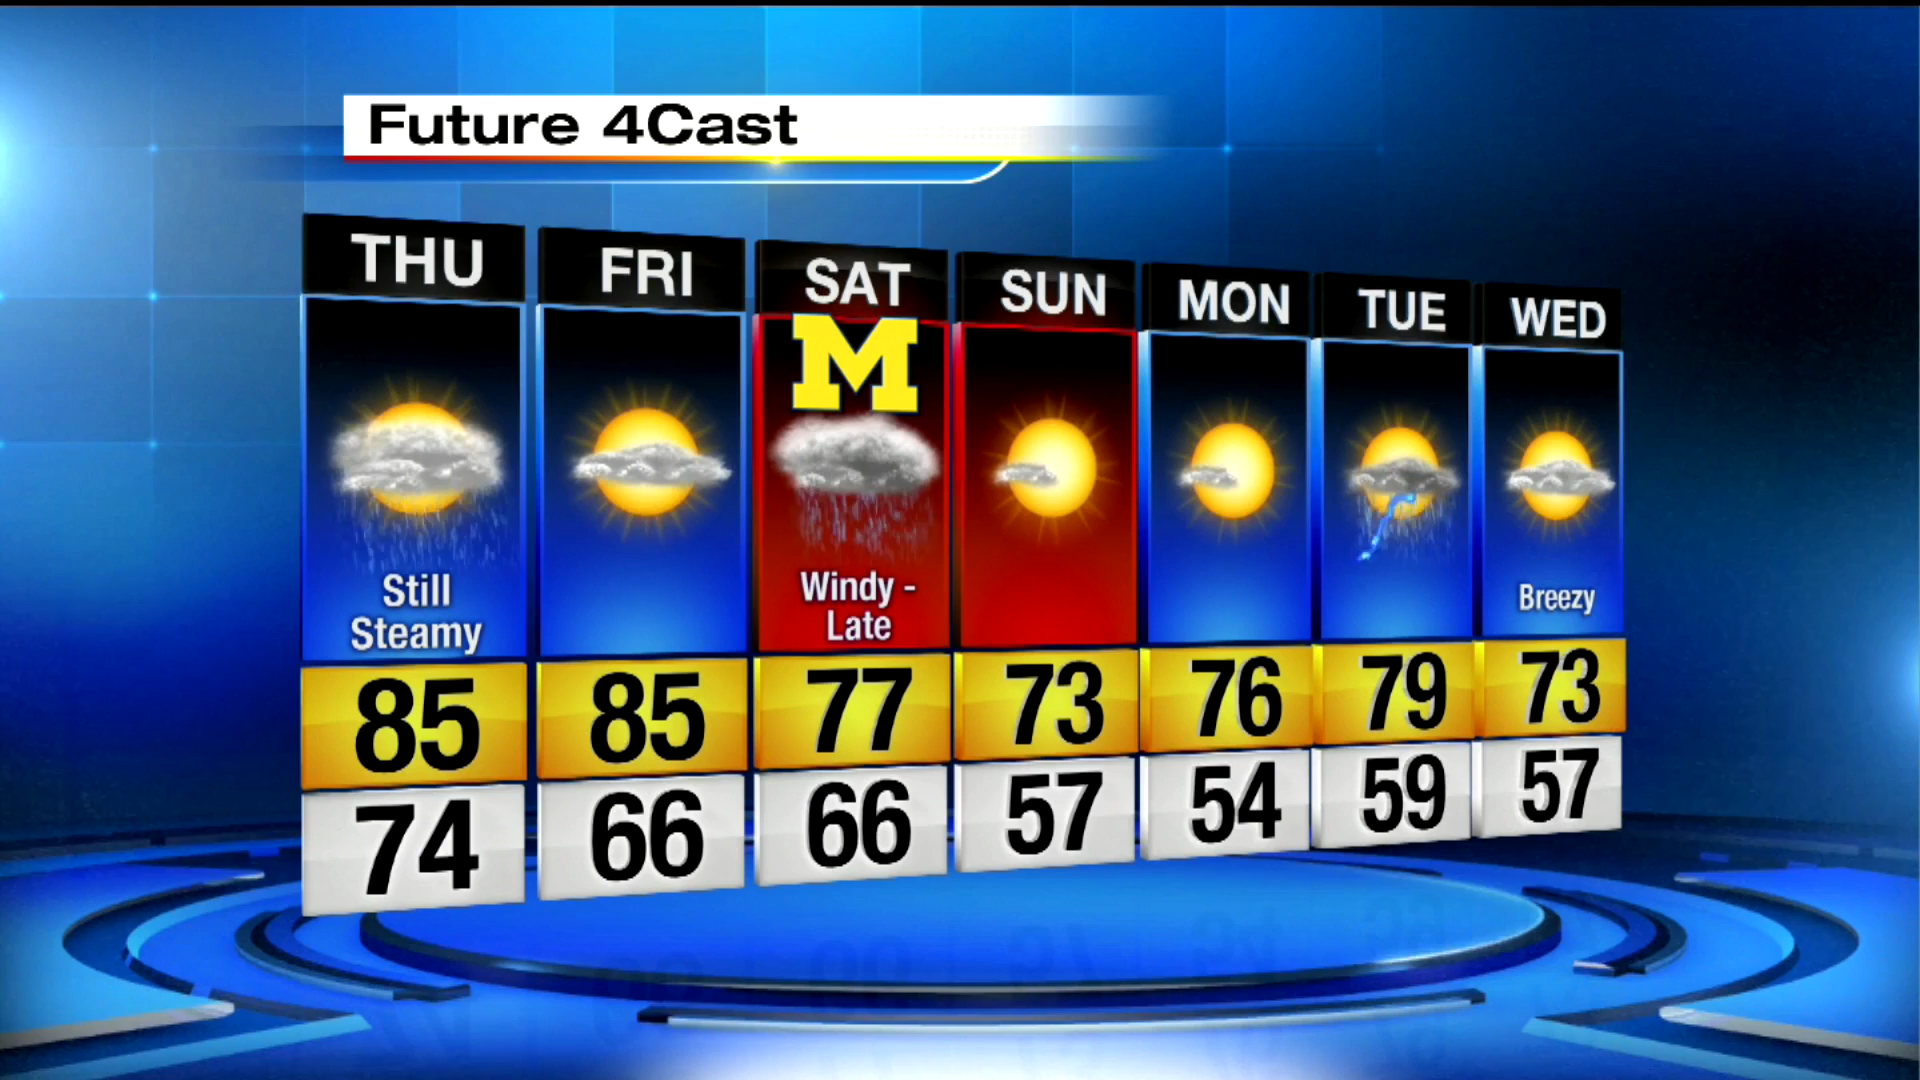 Future 4Cast
THU FRI SAT SUN MON TUE WED
M
Still
Steamy
Windy -
Late
Breezy
85 85 77 73 76 79 73
74 66 66 57 54 59 57